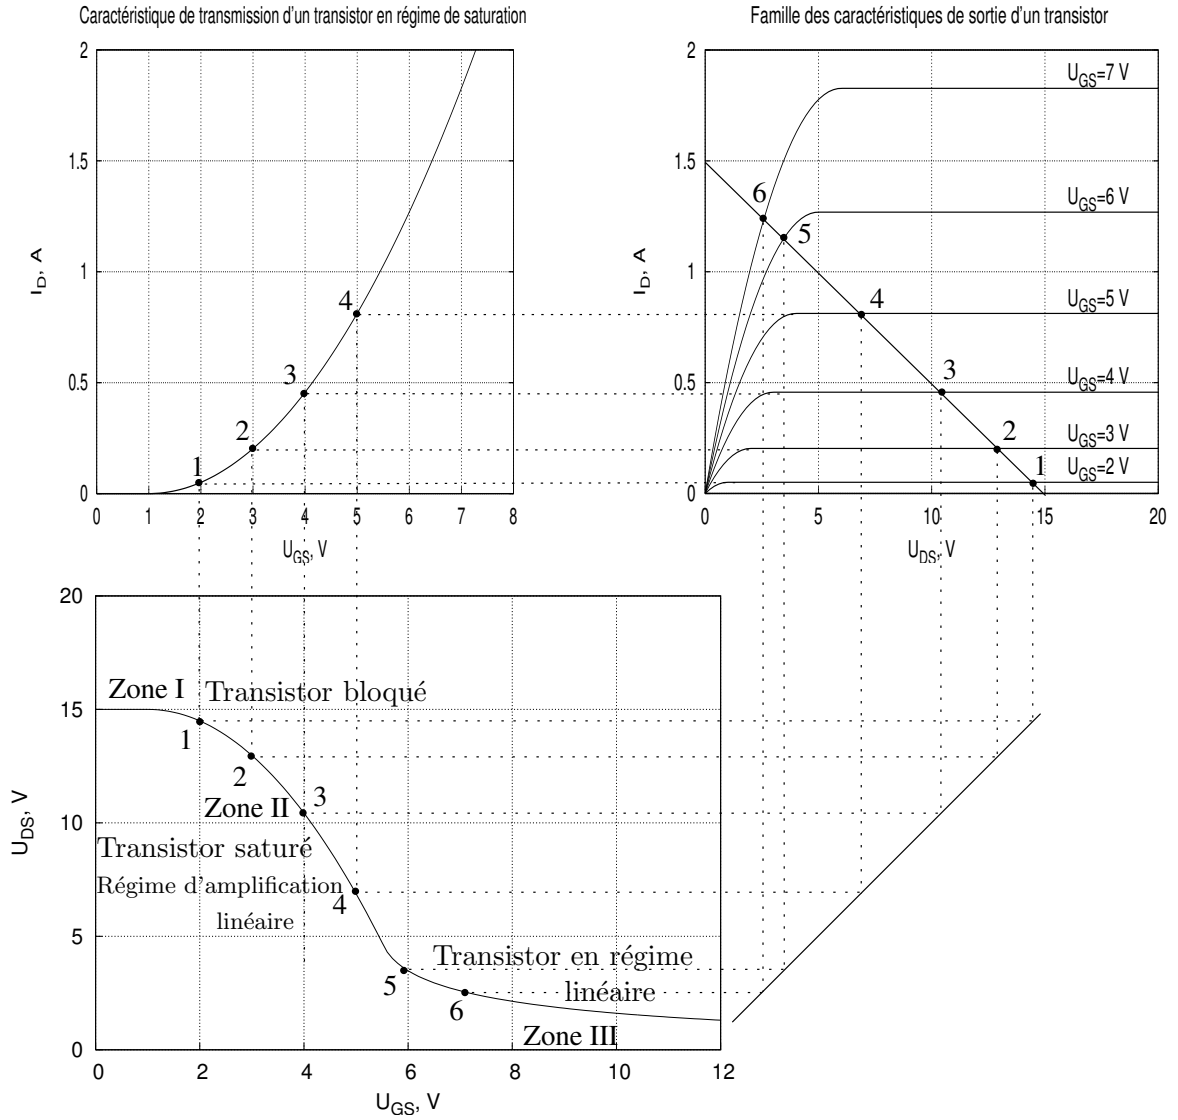 Caractéristique de transmission d'un transistor en régime de saturation
2
1.5
1
0.5
0
I_D, A
1
2
3
4
0 1 2 3 4 5 6 7 8
U_GS, V
Famille des caractéristiques de sortie d'un transistor
2
1.5
1
0.5
0
I_D, A
U_GS=7 V
U_GS=6 V
U_GS=5 V
U_GS=4 V
U_GS=3 V
U_GS=2 V
6
5
4
3
2
1
0 5 10 15 20
U_DS, V
20
15
10
5
0
U_DS, V
Zone I
Transistor bloqué
1
2
3
Zone II
Transistor saturé
Régime d'amplification
linéaire
4
Transistor en régime
linéaire
5
6
Zone III
0 2 4 6 8 10 12
U_GS, V